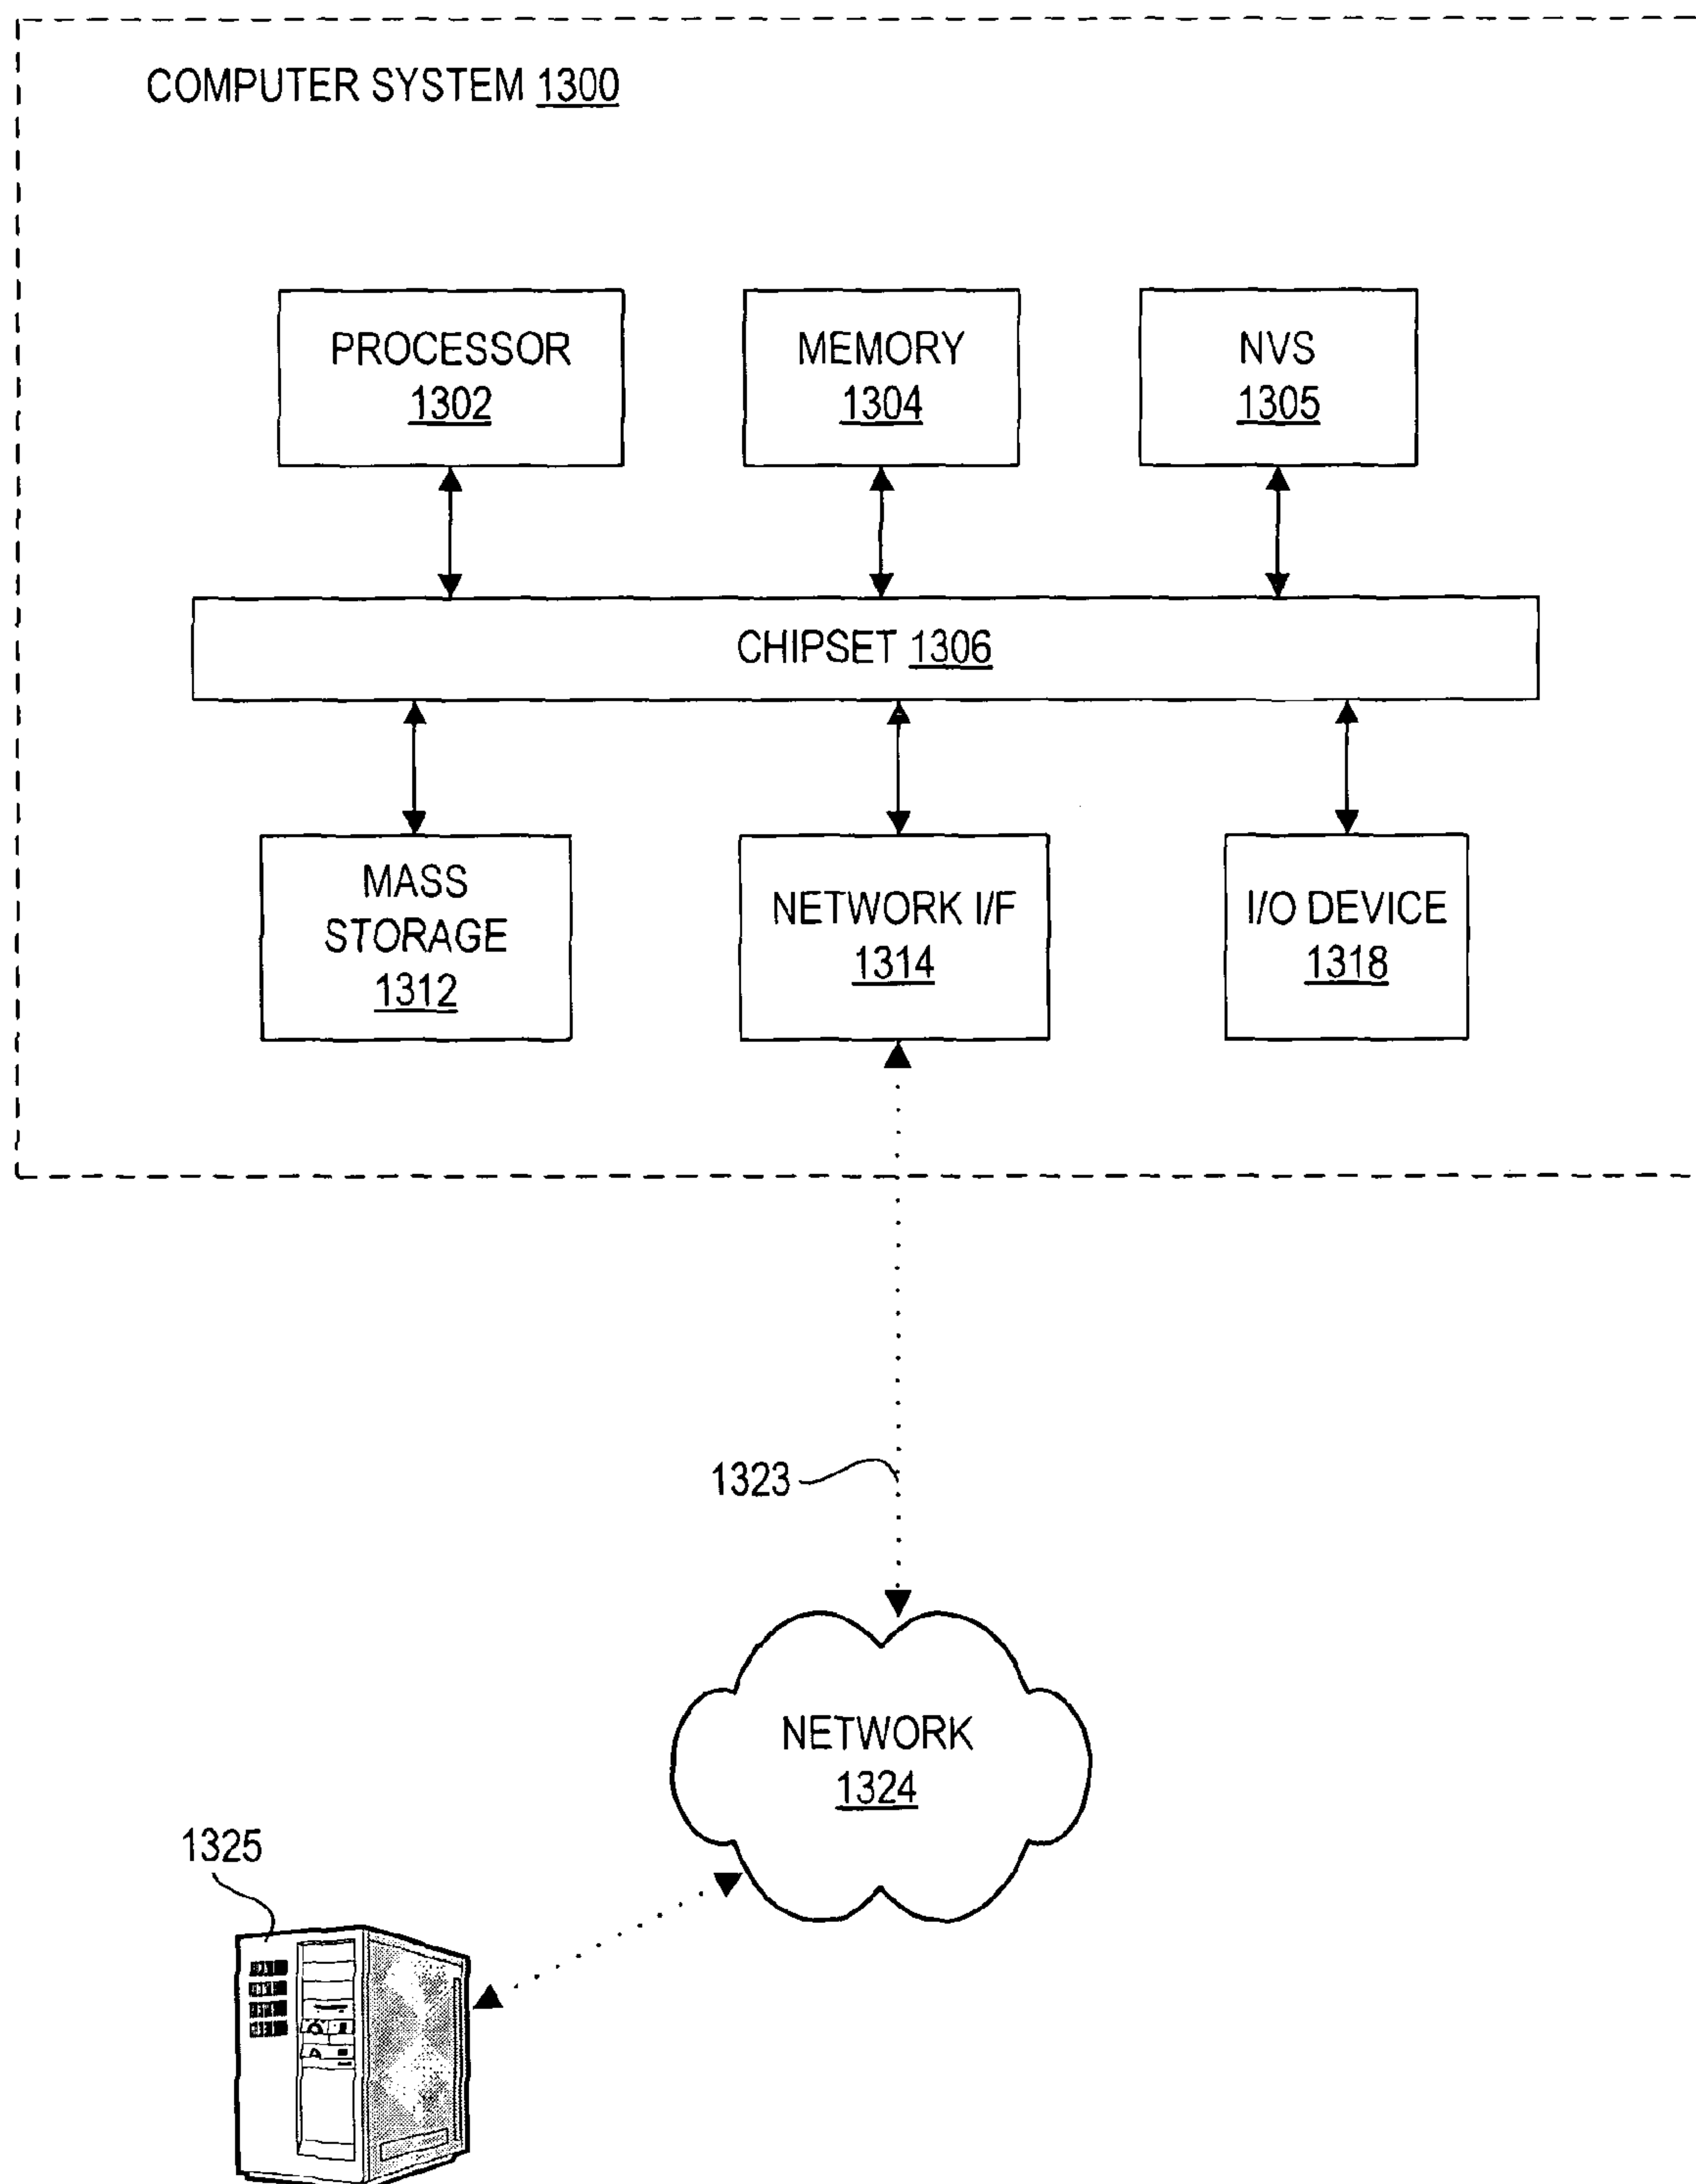 COMPUTER SYSTEM 1300
PROCESSOR
1302
MEMORY
1304
NVS
1305
CHIPSET 1306
MASS
STORAGE
1312
NETWORK I/F
1314
I/O DEVICE
1318
1323
NETWORK
1324
1325